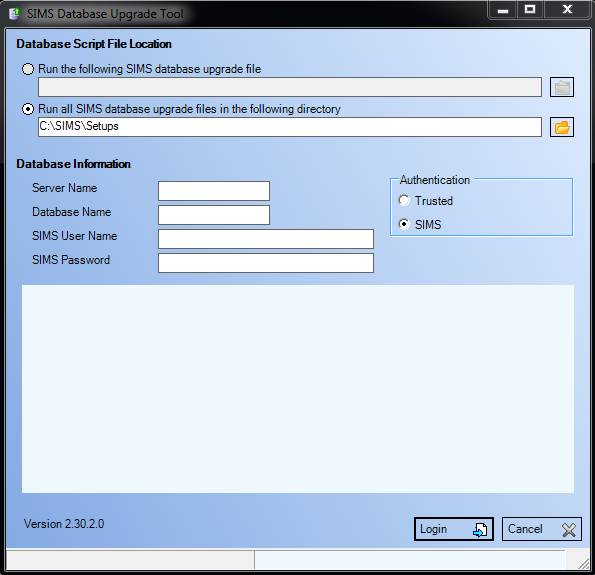 SIMS Database Upgrade Tool
Database Script File Location
Run the following SIMS database upgrade file
Run all SIMS database upgrade files in the following directory
C:\SIMS\Setups
Database Information
Server Name
Database Name
SIMS User Name
SIMS Password
Authentication
Trusted
SIMS
Version 2.30.2.0
Login
Cancel